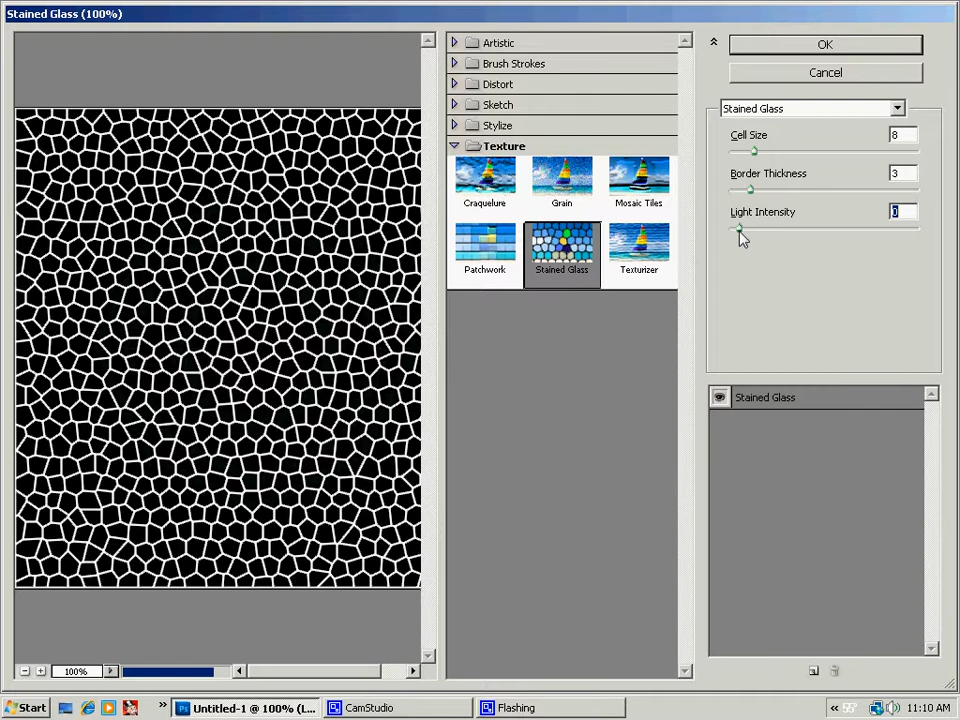 Stained Glass (100%)
Artistic
Brush Strokes
Distort
Sketch
Stylize
Texture
Craquelure
Grain
Mosaic Tiles
Patchwork
Stained Glass
Texturizer
OK
Cancel
Stained Glass
Cell Size
8
Border Thickness
3
Light Intensity
0
Stained Glass
100%
Start
Untitled-1 @ 100% (L...
CamStudio
Flashing
55°
11:10 AM